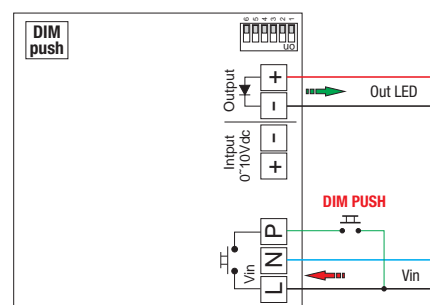 DIM
push
6 5 4 3 2 1
on
Output
+
-
Out LED
Intput
0~10Vdc
-
+
DIM PUSH
P
N
L
Vin
Vin